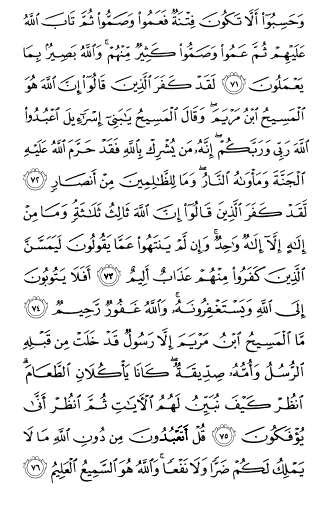 وَحَسِبُوٓا۟ أَلَّا تَكُونَ فِتْنَةٌ فَعَمُوا۟ وَصَمُّوا۟ ثُمَّ تَابَ ٱللَّهُ
عَلَيْهِمْ ثُمَّ عَمُوا۟ وَصَمُّوا۟ كَثِيرٌ مِّنْهُمْ ۚ وَٱللَّهُ بَصِيرٌۢ بِمَا
يَعْمَلُونَ ﴿٧١﴾ لَقَدْ كَفَرَ ٱلَّذِينَ قَالُوٓا۟ إِنَّ ٱللَّهَ هُوَ
ٱلْمَسِيحُ ٱبْنُ مَرْيَمَ ۖ وَقَالَ ٱلْمَسِيحُ يَٰبَنِىٓ إِسْرَٰٓءِيلَ ٱعْبُدُوا۟
ٱللَّهَ رَبِّى وَرَبَّكُمْ ۖ إِنَّهُۥ مَن يُشْرِكْ بِٱللَّهِ فَقَدْ حَرَّمَ ٱللَّهُ عَلَيْهِ
ٱلْجَنَّةَ وَمَأْوَىٰهُ ٱلنَّارُ ۖ وَمَا لِلظَّٰلِمِينَ مِنْ أَنصَارٍ ﴿٧٢﴾
لَّقَدْ كَفَرَ ٱلَّذِينَ قَالُوٓا۟ إِنَّ ٱللَّهَ ثَالِثُ ثَلَٰثَةٍ ۘ وَمَا مِنْ
إِلَٰهٍ إِلَّآ إِلَٰهٌ وَٰحِدٌ ۚ وَإِن لَّمْ يَنتَهُوا۟ عَمَّا يَقُولُونَ لَيَمَسَّنَّ
ٱلَّذِينَ كَفَرُوا۟ مِنْهُمْ عَذَابٌ أَلِيمٌ ﴿٧٣﴾ أَفَلَا يَتُوبُونَ
إِلَى ٱللَّهِ وَيَسْتَغْفِرُونَهُۥ ۚ وَٱللَّهُ غَفُورٌ رَّحِيمٌ ﴿٧٤﴾
مَّا ٱلْمَسِيحُ ٱبْنُ مَرْيَمَ إِلَّا رَسُولٌ قَدْ خَلَتْ مِن قَبْلِهِ
ٱلرُّسُلُ وَأُمُّهُۥ صِدِّيقَةٌ ۖ كَانَا يَأْكُلَانِ ٱلطَّعَامَ ۗ
ٱنظُرْ كَيْفَ نُبَيِّنُ لَهُمُ ٱلْءَايَٰتِ ثُمَّ ٱنظُرْ أَنَّىٰ
يُؤْفَكُونَ ﴿٧٥﴾ قُلْ أَتَعْبُدُونَ مِن دُونِ ٱللَّهِ مَا لَا
يَمْلِكُ لَكُمْ ضَرًّا وَلَا نَفْعًا ۚ وَٱللَّهُ هُوَ ٱلسَّمِيعُ ٱلْعَلِيمُ ﴿٧٦﴾